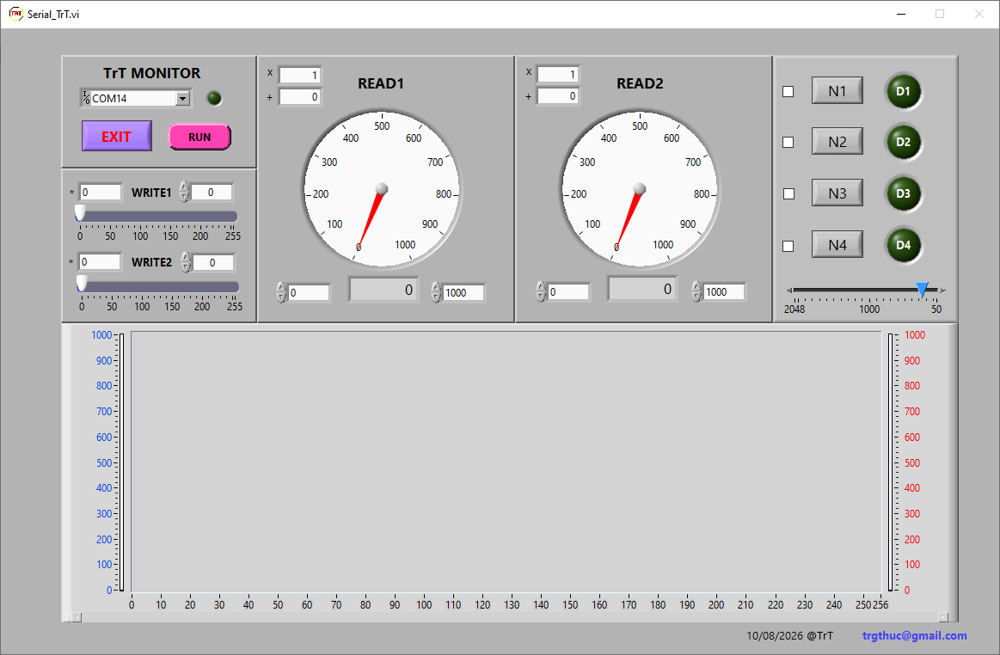 TRT Serial_TrT.vi
TrT MONITOR
I/O COM14
EXIT RUN
* 0 WRITE1 0
0 50 100 150 200 255
* 0 WRITE2 0
0 50 100 150 200 255
x 1
+ 0
READ1
0 100 200 300 400 500 600 700 800 900 1000
0 0 1000
x 1
+ 0
READ2
0 100 200 300 400 500 600 700 800 900 1000
0 0 1000
N1 D1
N2 D2
N3 D3
N4 D4
2048 1000 50
1000 1000
900 900
800 800
700 700
600 600
500 500
400 400
300 300
200 200
100 100
0 0
0 10 20 30 40 50 60 70 80 90 100 110 120 130 140 150 160 170 180 190 200 210 220 230 240 250 256
10/08/2026 @TrT trgthuc@gmail.com